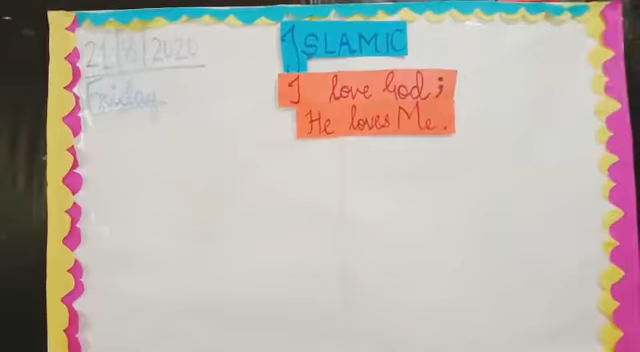 21/8/2020
Friday
ISLAMIC
I love God;
He loves Me.